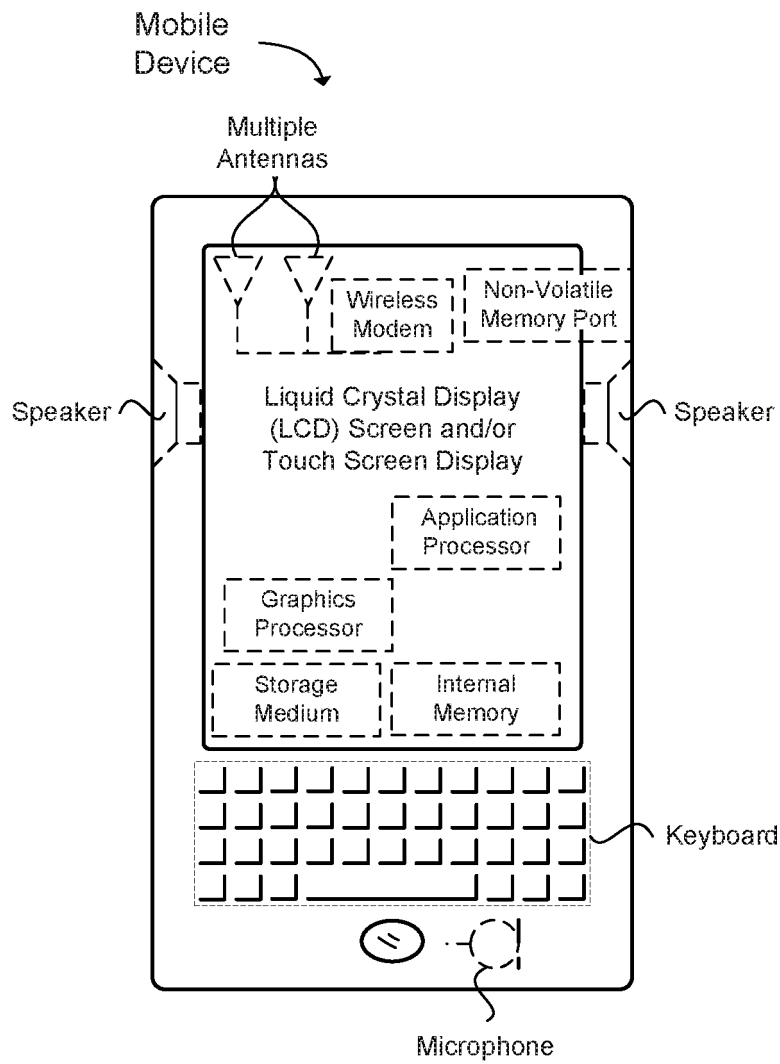 Mobile
Device
Multiple
Antennas
Wireless
Modem
Non-Volatile
Memory Port
Speaker
Liquid Crystal Display
(LCD) Screen and/or
Touch Screen Display
Speaker
Application
Processor
Graphics
Processor
Storage
Medium
Internal
Memory
Keyboard
Microphone